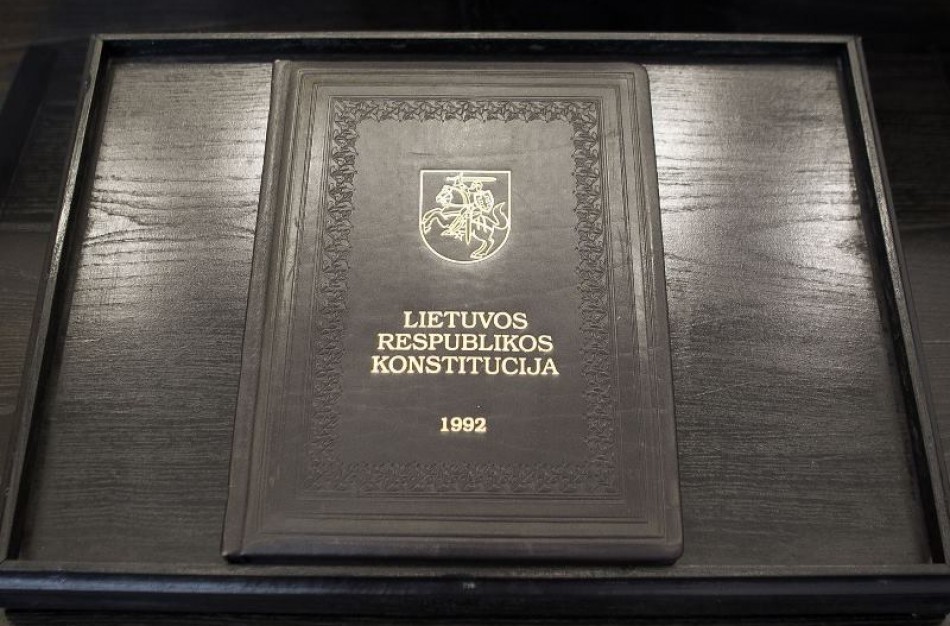 LIETUVOS
RESPUBLIKOS
KONSTITUCIJA
1992